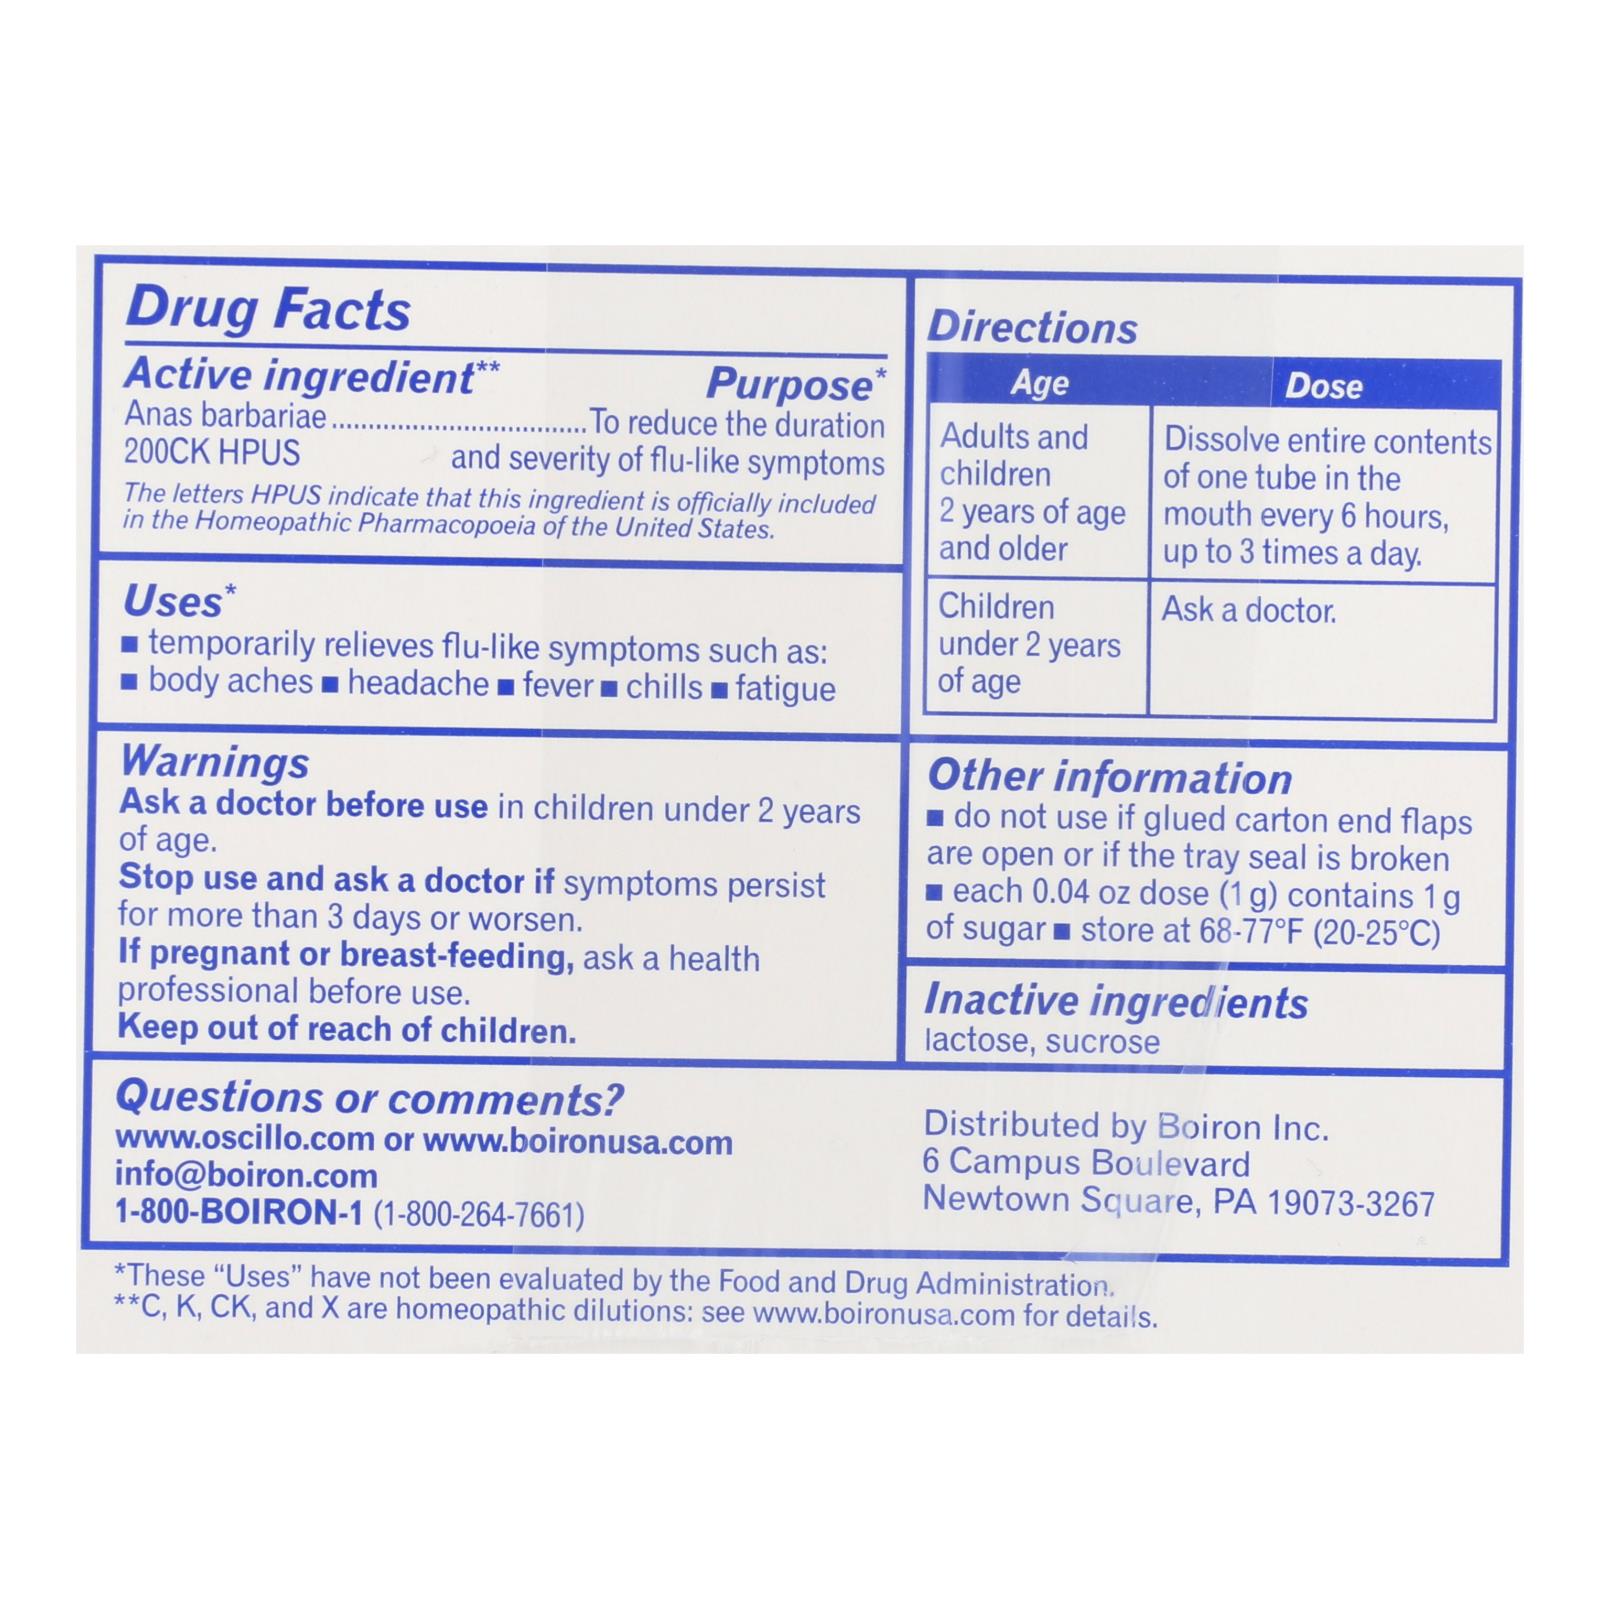 Drug Facts
Active ingredient** Purpose*
Anas barbariae...................................To reduce the duration
200CK HPUS and severity of flu-like symptoms
The letters HPUS indicate that this ingredient is officially included
in the Homeopathic Pharmacopoeia of the United States.
Uses*
■ temporarily relieves flu-like symptoms such as:
■ body aches ■ headache ■ fever ■ chills ■ fatigue
Warnings
Ask a doctor before use in children under 2 years
of age.
Stop use and ask a doctor if symptoms persist
for more than 3 days or worsen.
If pregnant or breast-feeding, ask a health
professional before use.
Keep out of reach of children.
Directions
Age Dose
Adults and
children
2 years of age
and older
Dissolve entire contents
of one tube in the
mouth every 6 hours,
up to 3 times a day.
Children
under 2 years
of age
Ask a doctor.
Other information
■ do not use if glued carton end flaps
are open or if the tray seal is broken
■ each 0.04 oz dose (1 g) contains 1 g
of sugar ■ store at 68-77°F (20-25°C)
Inactive ingredients
lactose, sucrose
Questions or comments?
www.oscillo.com or www.boironusa.com
info@boiron.com
1-800-BOIRON-1 (1-800-264-7661)
Distributed by Boiron Inc.
6 Campus Boulevard
Newtown Square, PA 19073-3267
*These “Uses” have not been evaluated by the Food and Drug Administration.
**C, K, CK, and X are homeopathic dilutions: see www.boironusa.com for details.